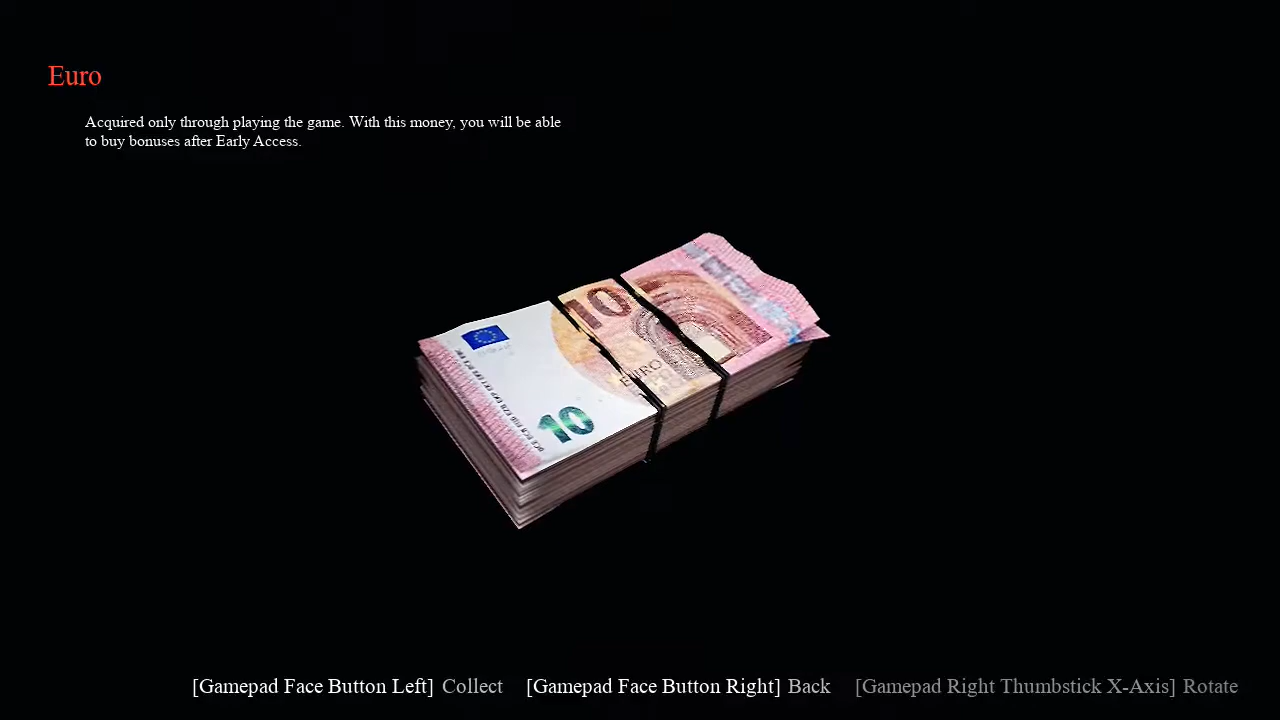 Euro
Acquired only through playing the game. With this money, you will be able
to buy bonuses after Early Access.
10
EURO
10
[Gamepad Face Button Left] Collect [Gamepad Face Button Right] Back [Gamepad Right Thumbstick X-Axis] Rotate